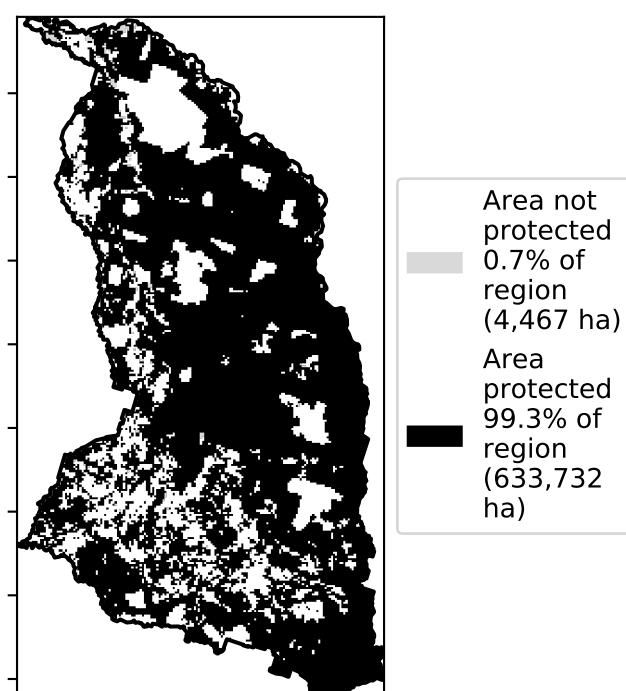 Area not
protected
0.7% of
region
(4,467 ha)
Area
protected
99.3% of
region
(633,732
ha)